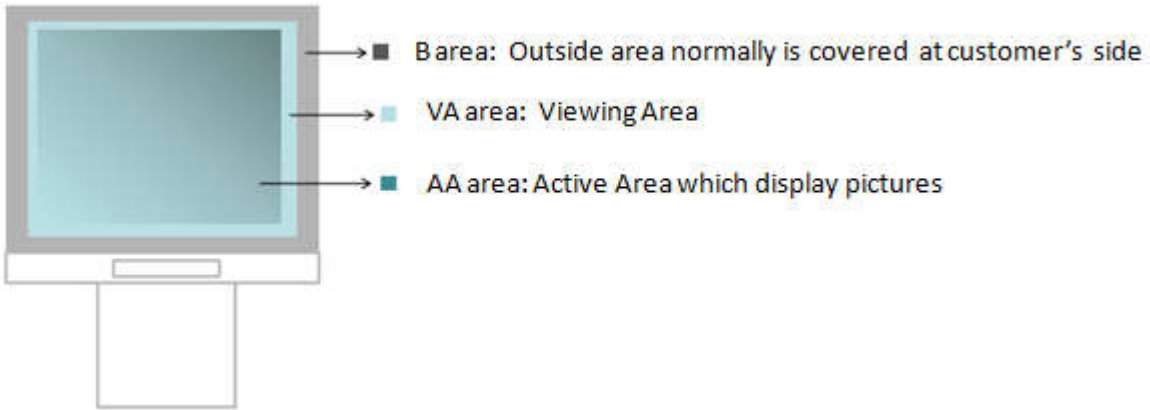 B area: Outside area normally is covered at customer's side
VA area: Viewing Area
AA area: Active Area which display pictures